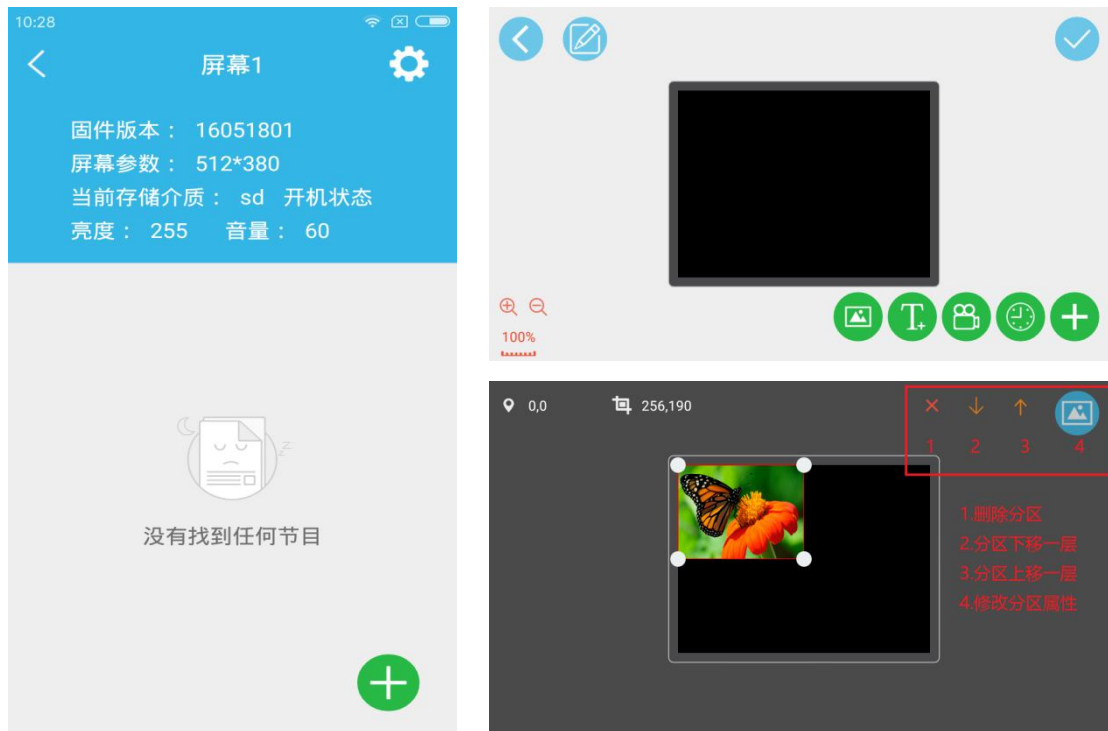 10:28
屏幕1
固件版本： 16051801
屏幕参数： 512*380
当前存储介质： sd 开机状态
亮度： 255 音量： 60
没有找到任何节目
T+
100%
0,0 256,190
1 2 3 4
1.删除分区
2.分区下移一层
3.分区上移一层
4.修改分区属性